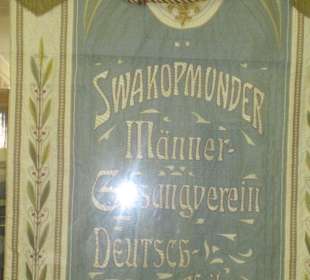 SWAKOPMUNDER
Männer-
Gesangverein
DEUTSCH-